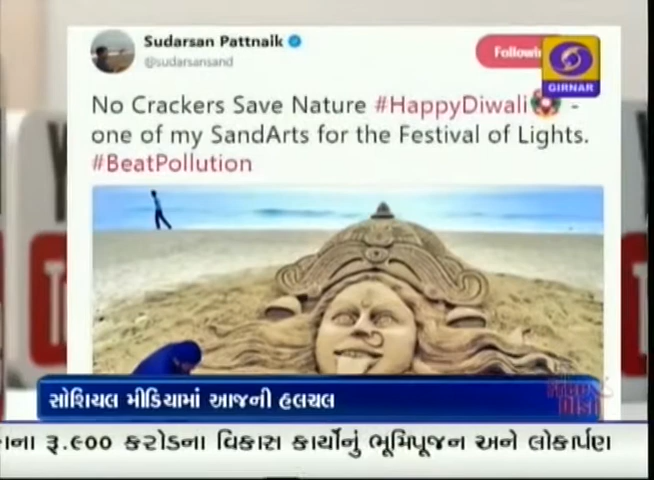 Sudarsan Pattnaik
@sudarsansand
GIRNAR
No Crackers Save Nature #HappyDiwali -
one of my SandArts for the Festival of Lights.
#BeatPollution
સોશિયલ મીડિયામાં આજની હલચલ
રૂ.૯૦૦ કરોડના વિકાસ કાર્યોનું ભૂમિપૂજન અને લોકાર્પણ